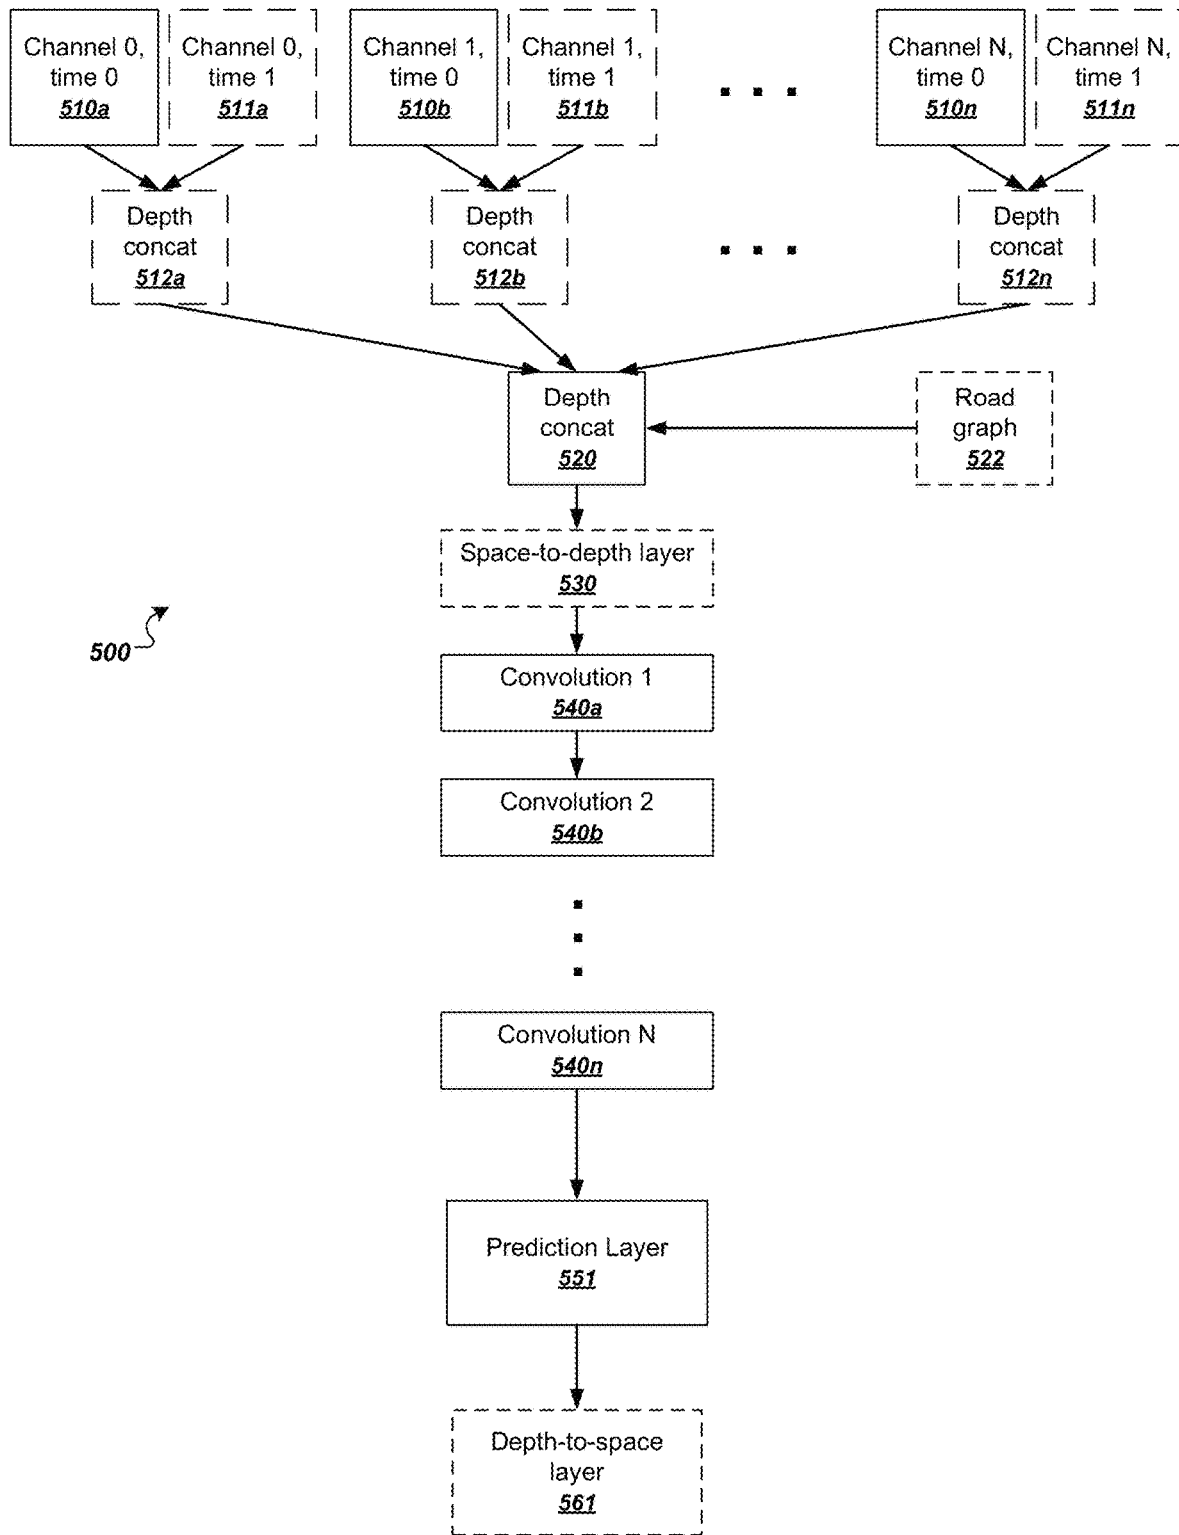 Channel 0,
time 0
510a
Channel 0,
time 1
511a
Channel 1,
time 0
510b
Channel 1,
time 1
511b
Channel N,
time 0
510n
Channel N,
time 1
511n
Depth
concat
512a
Depth
concat
512b
Depth
concat
512n
Depth
concat
520
Road
graph
522
Space-to-depth layer
530
500
Convolution 1
540a
Convolution 2
540b
Convolution N
540n
Prediction Layer
551
Depth-to-space
layer
561